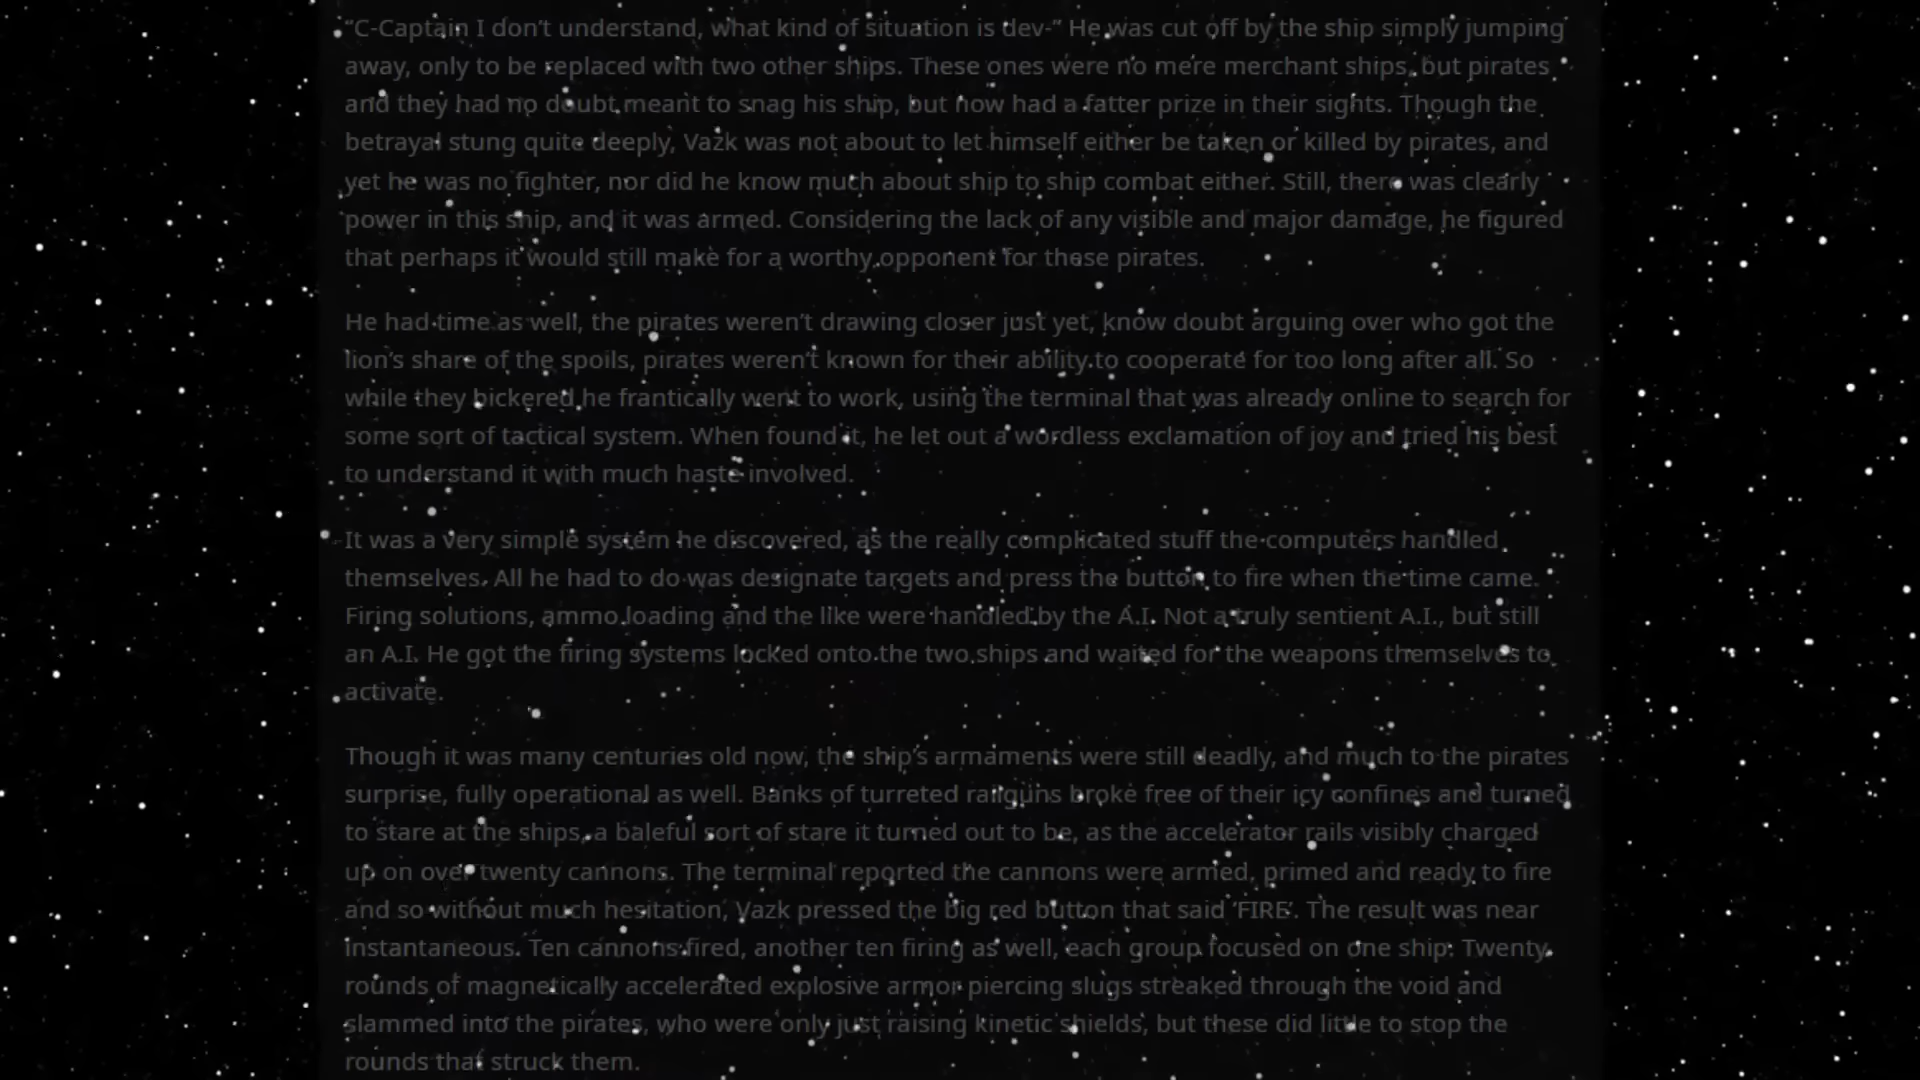 “C-Captain I don’t understand, what kind of situation is dev-” He was cut off by the ship simply jumping
away, only to be replaced with two other ships. These ones were no mere merchant ships, but pirates
and they had no doubt meant to snag his ship, but now had a fatter prize in their sights. Though the
betrayal stung quite deeply, Vazk was not about to let himself either be taken or killed by pirates, and
yet he was no fighter, nor did he know much about ship to ship combat either. Still, there was clearly
power in this ship, and it was armed. Considering the lack of any visible and major damage, he figured
that perhaps it would still make for a worthy opponent for these pirates.
He had time as well, the pirates weren’t drawing closer just yet, know doubt arguing over who got the
lion’s share of the spoils, pirates weren’t known for their ability to cooperate for too long after all. So
while they bickered he frantically went to work, using the terminal that was already online to search for
some sort of tactical system. When found it, he let out a wordless exclamation of joy and tried his best
to understand it with much haste involved.
It was a very simple system he discovered, as the really complicated stuff the computers handled
themselves. All he had to do was designate targets and press the button to fire when the time came.
Firing solutions, ammo loading and the like were handled by the A.I. Not a truly sentient A.I., but still
an A.I. He got the firing systems locked onto the two ships and waited for the weapons themselves to
activate.
Though it was many centuries old now, the ship’s armaments were still deadly, and much to the pirates
surprise, fully operational as well. Banks of turreted railguns broke free of their icy confines and turned
to stare at the ships, a baleful sort of stare it turned out to be, as the accelerator rails visibly charged
up on over twenty cannons. The terminal reported the cannons were armed, primed and ready to fire
and so without much hesitation, Vazk pressed the big red button that said ‘FIRE’. The result was near
instantaneous. Ten cannons fired, another ten firing as well, each group focused on one ship. Twenty
rounds of magnetically accelerated explosive armor piercing slugs streaked through the void and
slammed into the pirates, who were only just raising kinetic shields, but these did little to stop the
rounds that struck them.